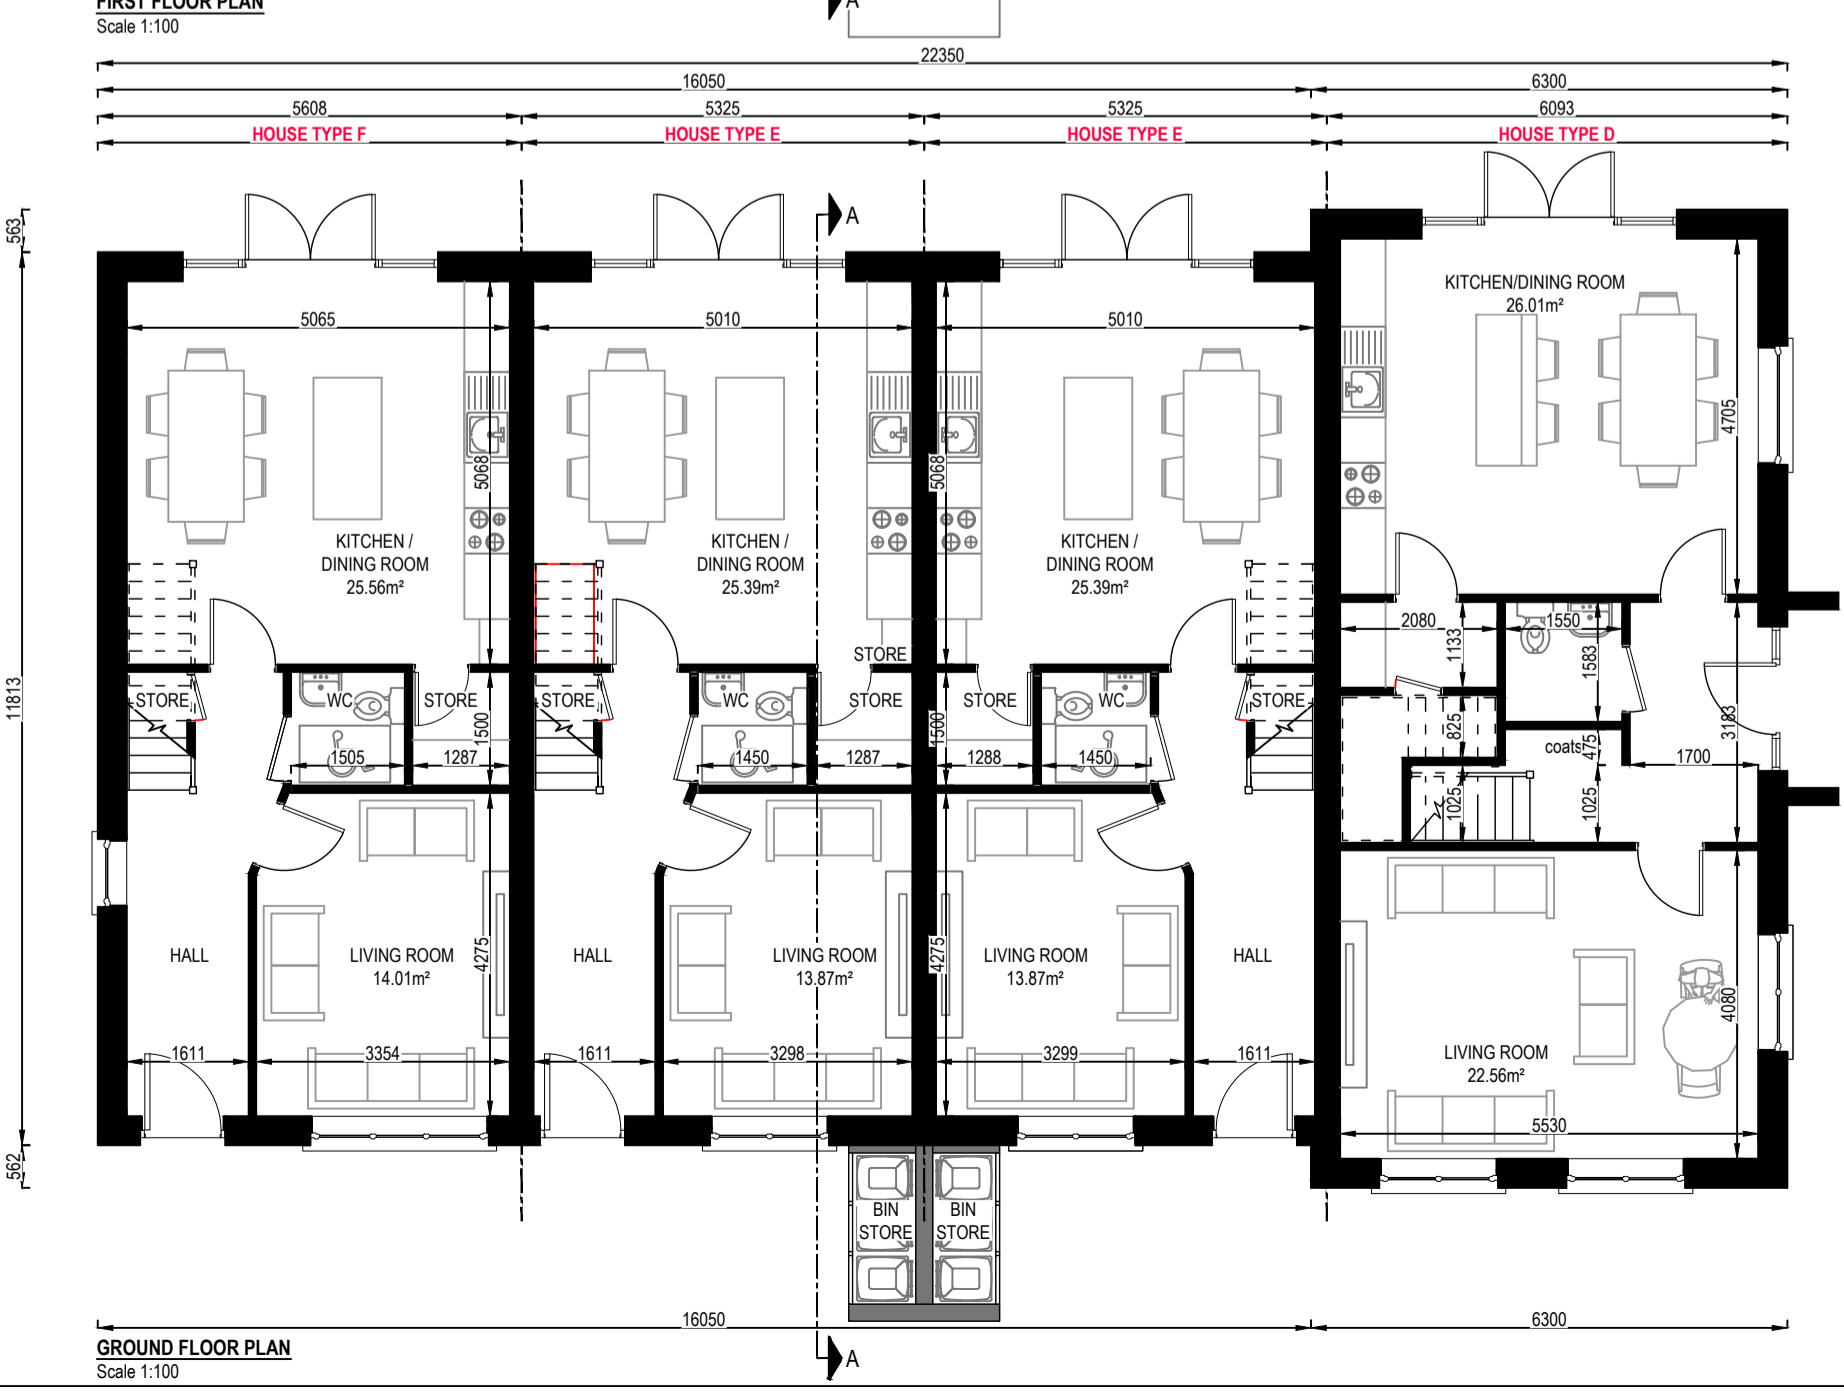 FIRST FLOOR PLAN
Scale 1:100
A
22350
16050
6300
5608
5325
5325
6093
HOUSE TYPE F
HOUSE TYPE E
HOUSE TYPE E
HOUSE TYPE D
563
A
KITCHEN/DINING ROOM
26.01m²
5065
5010
5010
4705
5068
5068
KITCHEN /
DINING ROOM
25.56m²
KITCHEN /
DINING ROOM
25.39m²
KITCHEN /
DINING ROOM
25.39m²
2080
1133
1550
1583
STORE
11813
STORE
WC
STORE
1500
STORE
WC
STORE
1500
STORE
WC
STORE
825
coats
475
3183
1505
1287
1450
1287
1288
1450
1700
1025
1025
HALL
LIVING ROOM
14.01m²
4275
HALL
LIVING ROOM
13.87m²
4275
LIVING ROOM
13.87m²
HALL
4080
LIVING ROOM
22.56m²
1611
3354
1611
3298
3299
1611
5530
562
BIN
STORE
BIN
STORE
16050
6300
GROUND FLOOR PLAN
Scale 1:100
A